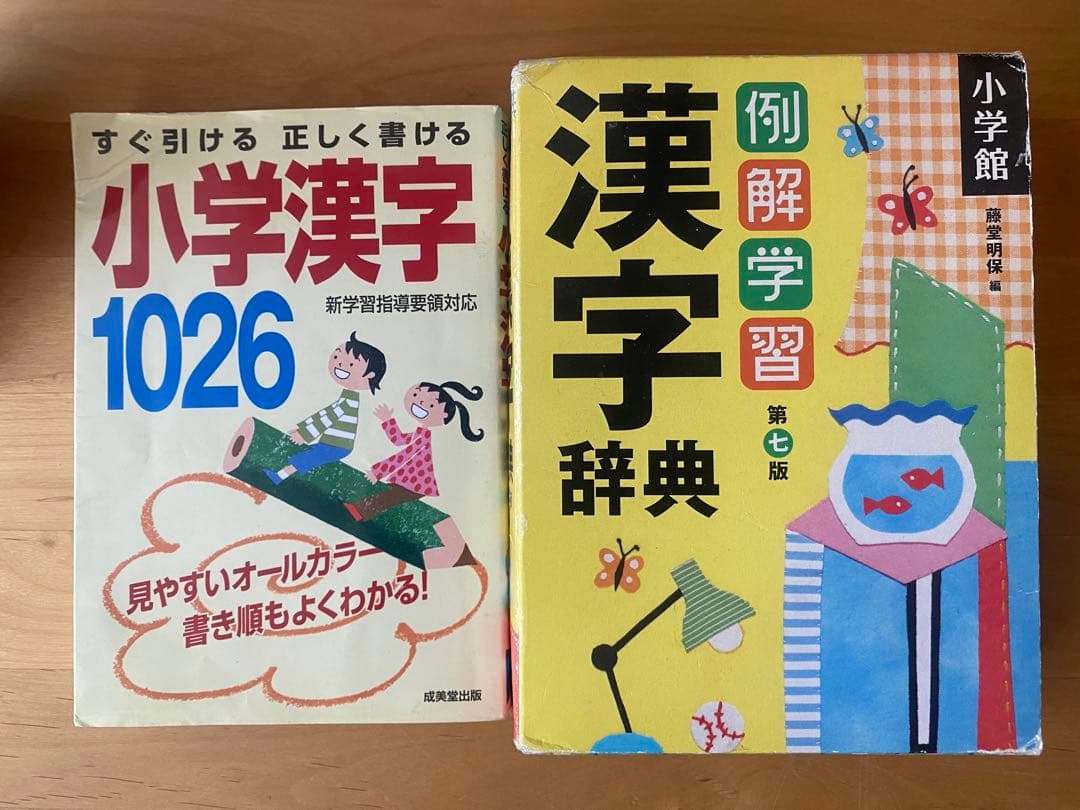 すぐ引ける 正しく書ける
小学漢字
1026
新学習指導要領対応
見やすいオールカラー
書き順もよくわかる!
成美堂出版
小学館
藤堂明保 編
例解学習
第七版
漢字
辞典